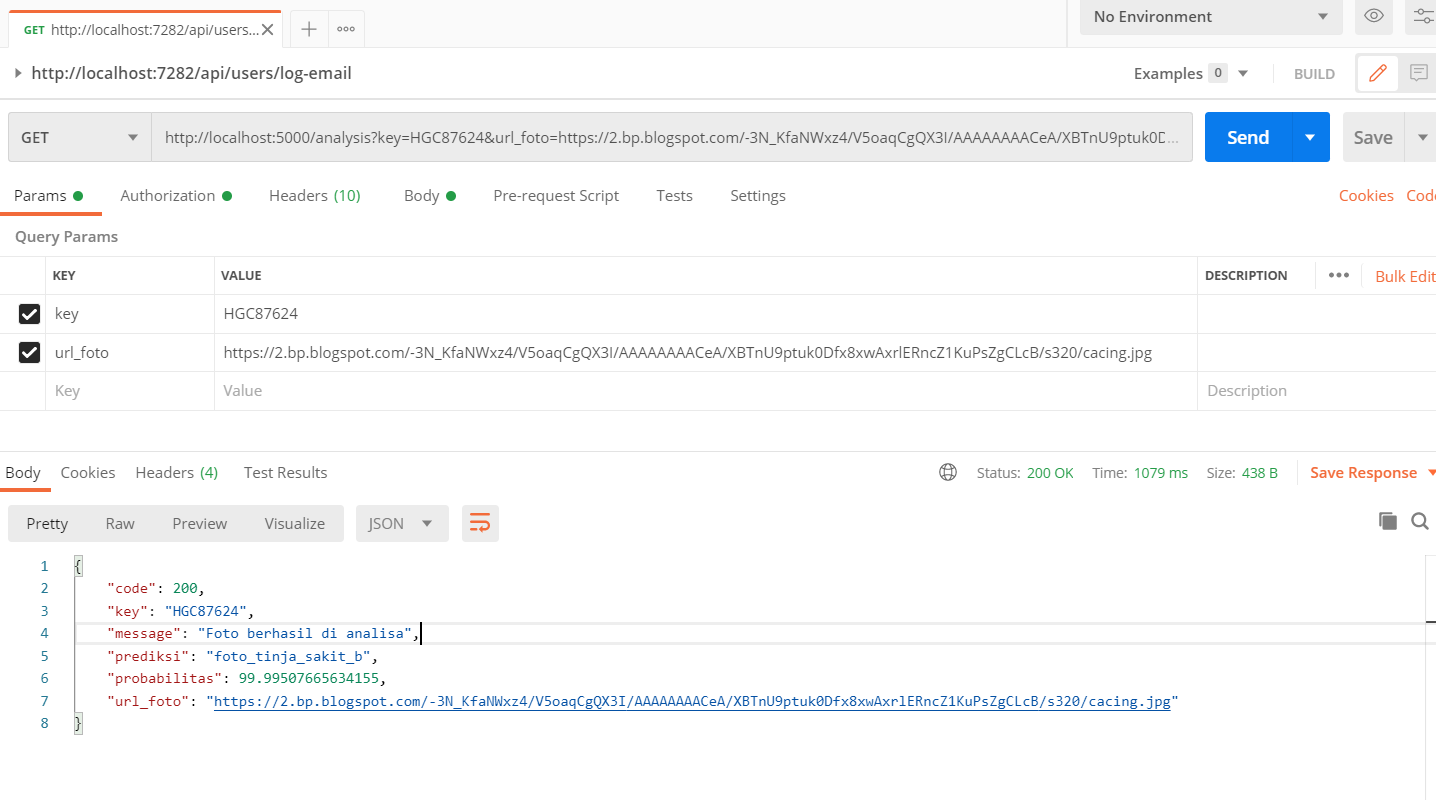 GET http://localhost:7282/api/users...
No Environment
http://localhost:7282/api/users/log-email
Examples 0
BUILD
GET
http://localhost:5000/analysis?key=HGC87624&url_foto=https://2.bp.blogspot.com/-3N_KfaNWxz4/V5oaqCgQX3I/AAAAAAAACeA/XBTnU9ptuk0D...
Send
Save
Params Authorization Headers (10) Body Pre-request Script Tests Settings Cookies Code
Query Params
KEY VALUE DESCRIPTION Bulk Edit
key HGC87624
url_foto https://2.bp.blogspot.com/-3N_KfaNWxz4/V5oaqCgQX3I/AAAAAAAACeA/XBTnU9ptuk0Dfx8xwAxrlERncZ1KuPsZgCLcB/s320/cacing.jpg
Key Value Description
Body Cookies Headers (4) Test Results Status: 200 OK Time: 1079 ms Size: 438 B Save Response
Pretty Raw Preview Visualize JSON
1 {
2 "code": 200,
3 "key": "HGC87624",
4 "message": "Foto berhasil di analisa",
5 "prediksi": "foto_tinja_sakit_b",
6 "probabilitas": 99.99507665634155,
7 "url_foto": "https://2.bp.blogspot.com/-3N_KfaNWxz4/V5oaqCgQX3I/AAAAAAAACeA/XBTnU9ptuk0Dfx8xwAxrlERncZ1KuPsZgCLcB/s320/cacing.jpg"
8 }